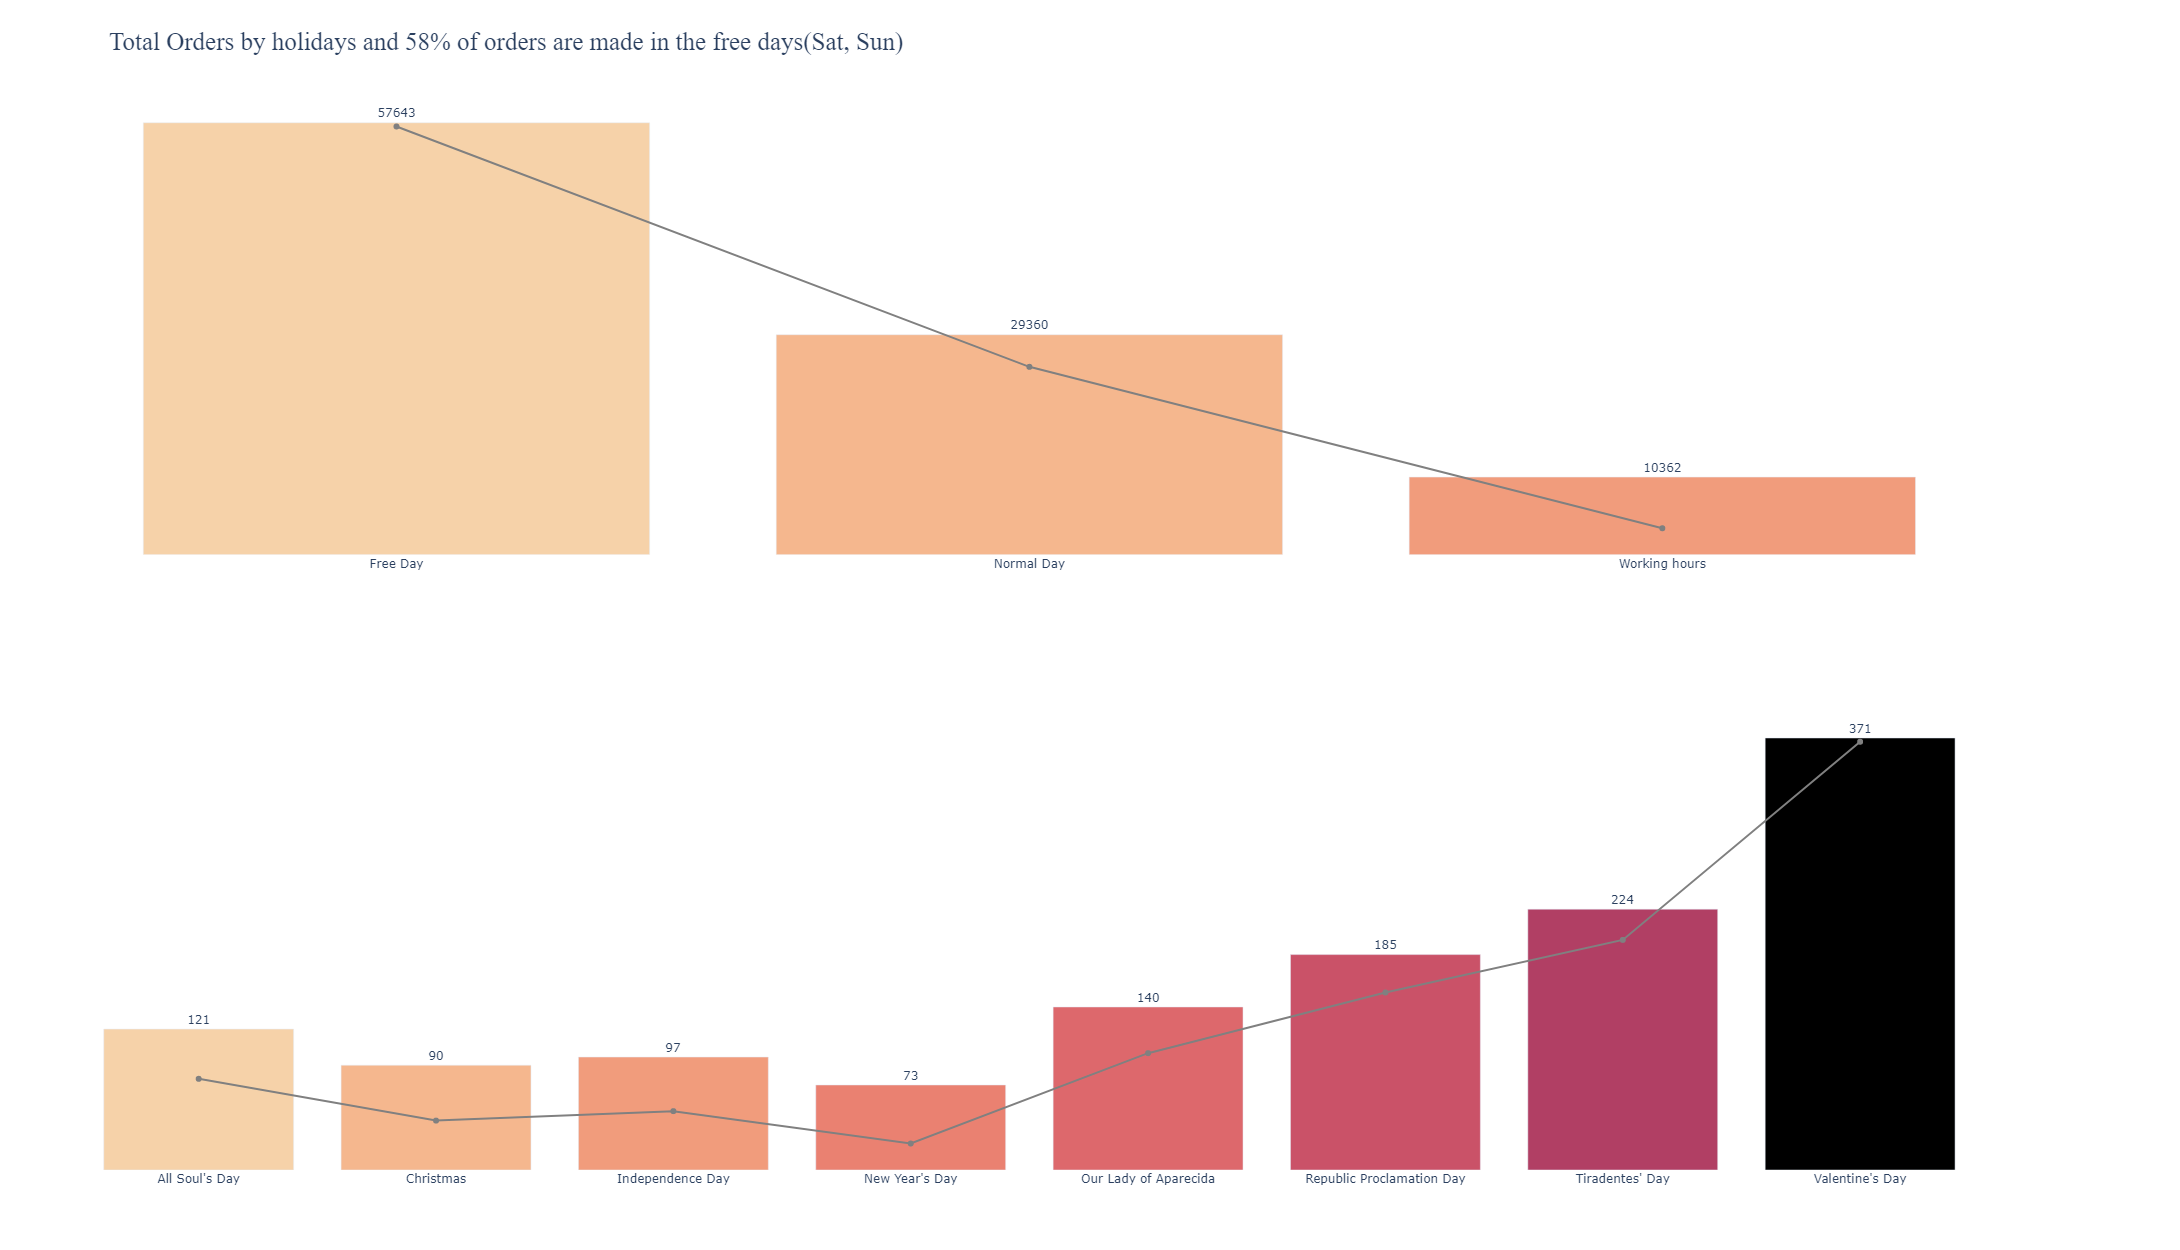 Total Orders by holidays and 58% of orders are made in the free days(Sat, Sun)
57643
29360
10362
Free Day
Normal Day
Working hours
371
224
185
140
121
97
90
73
All Soul's Day
Christmas
Independence Day
New Year's Day
Our Lady of Aparecida
Republic Proclamation Day
Tiradentes' Day
Valentine's Day